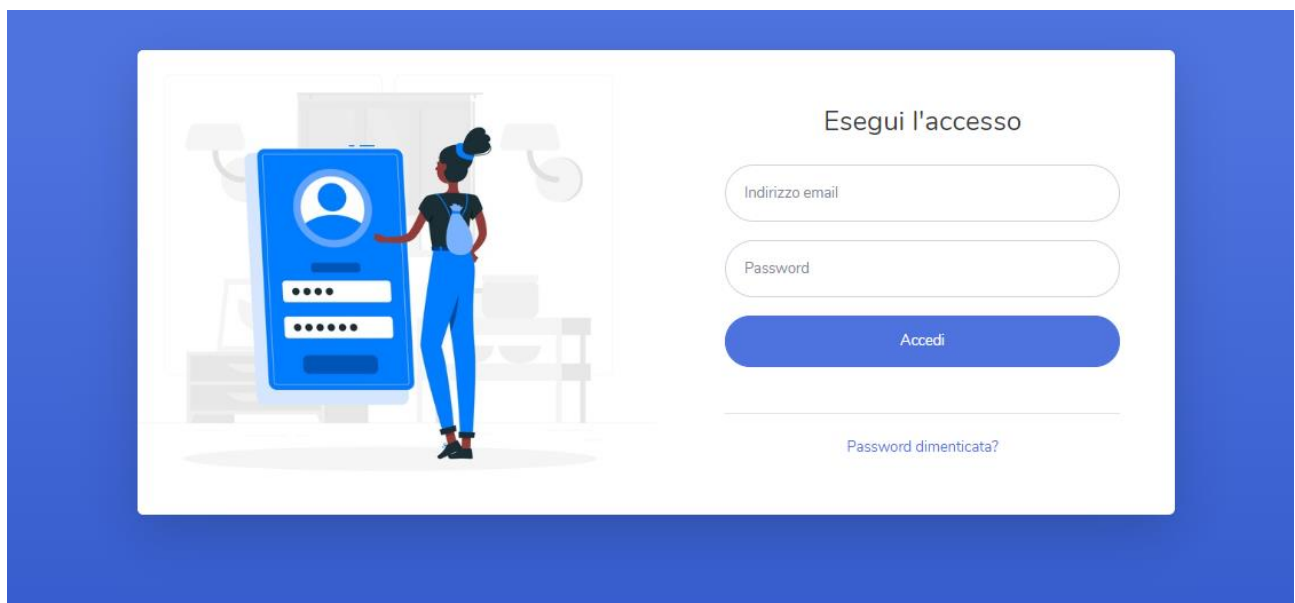 Esegui l'accesso
Indirizzo email
Password
Accedi
Password dimenticata?